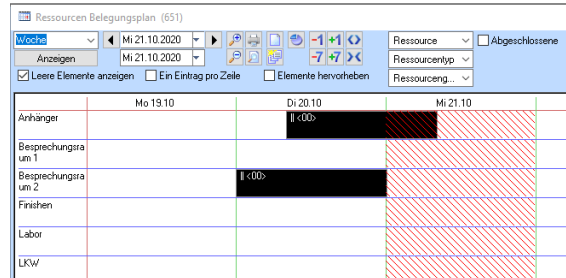 Ressourcen Belegungsplan (651)
Woche Mi 21.10.2020 -1 +1 Ressource Abgeschlossene
Anzeigen Mi 21.10.2020 -7 +7 Ressourcentyp
Leere Elemente anzeigen Ein Eintrag pro Zeile Elemente hervorheben Ressourceng...
Mo 19.10 Di 20.10 Mi 21.10
Anhänger || <00>
Besprechungsra
um 1
Besprechungsra || <00>
um 2
Finishen
Labor
LKW